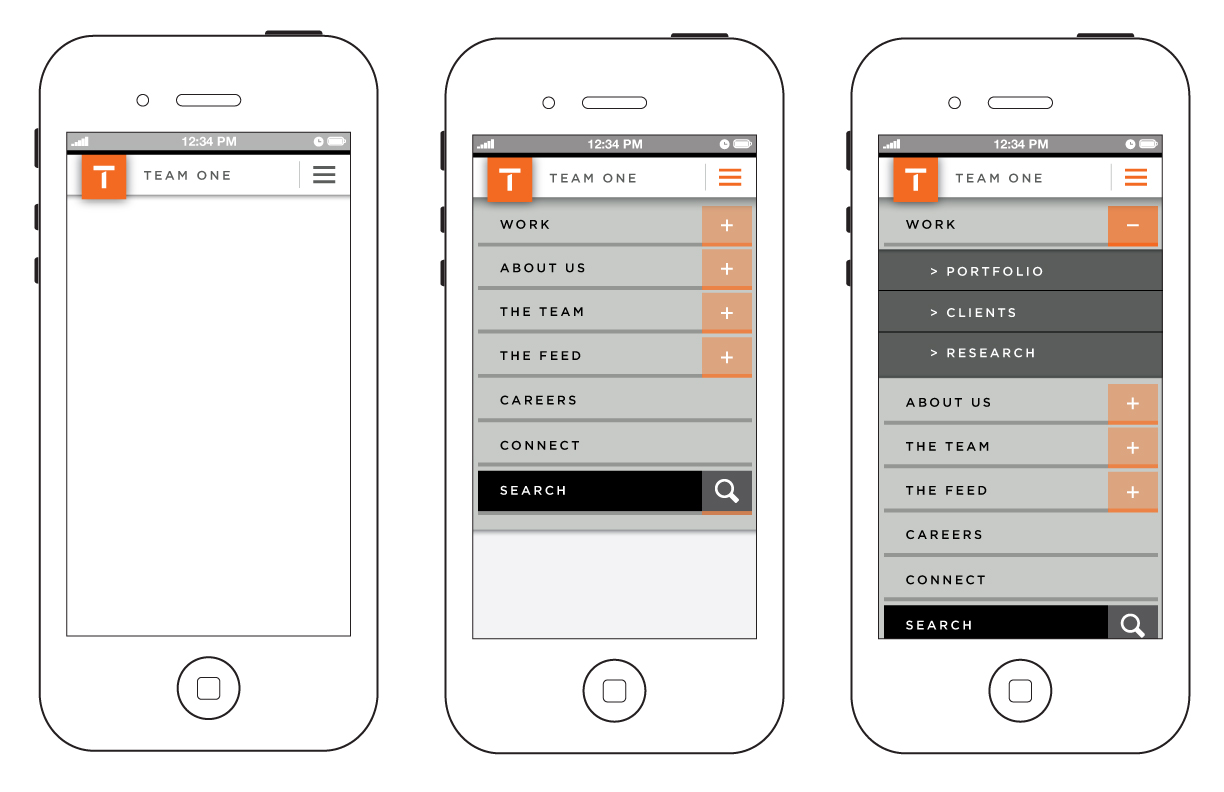 12:34 PM
T TEAM ONE
12:34 PM
T TEAM ONE
WORK +
ABOUT US +
THE TEAM +
THE FEED +
CAREERS
CONNECT
SEARCH
12:34 PM
T TEAM ONE
WORK −
> PORTFOLIO
> CLIENTS
> RESEARCH
ABOUT US +
THE TEAM +
THE FEED +
CAREERS
CONNECT
SEARCH